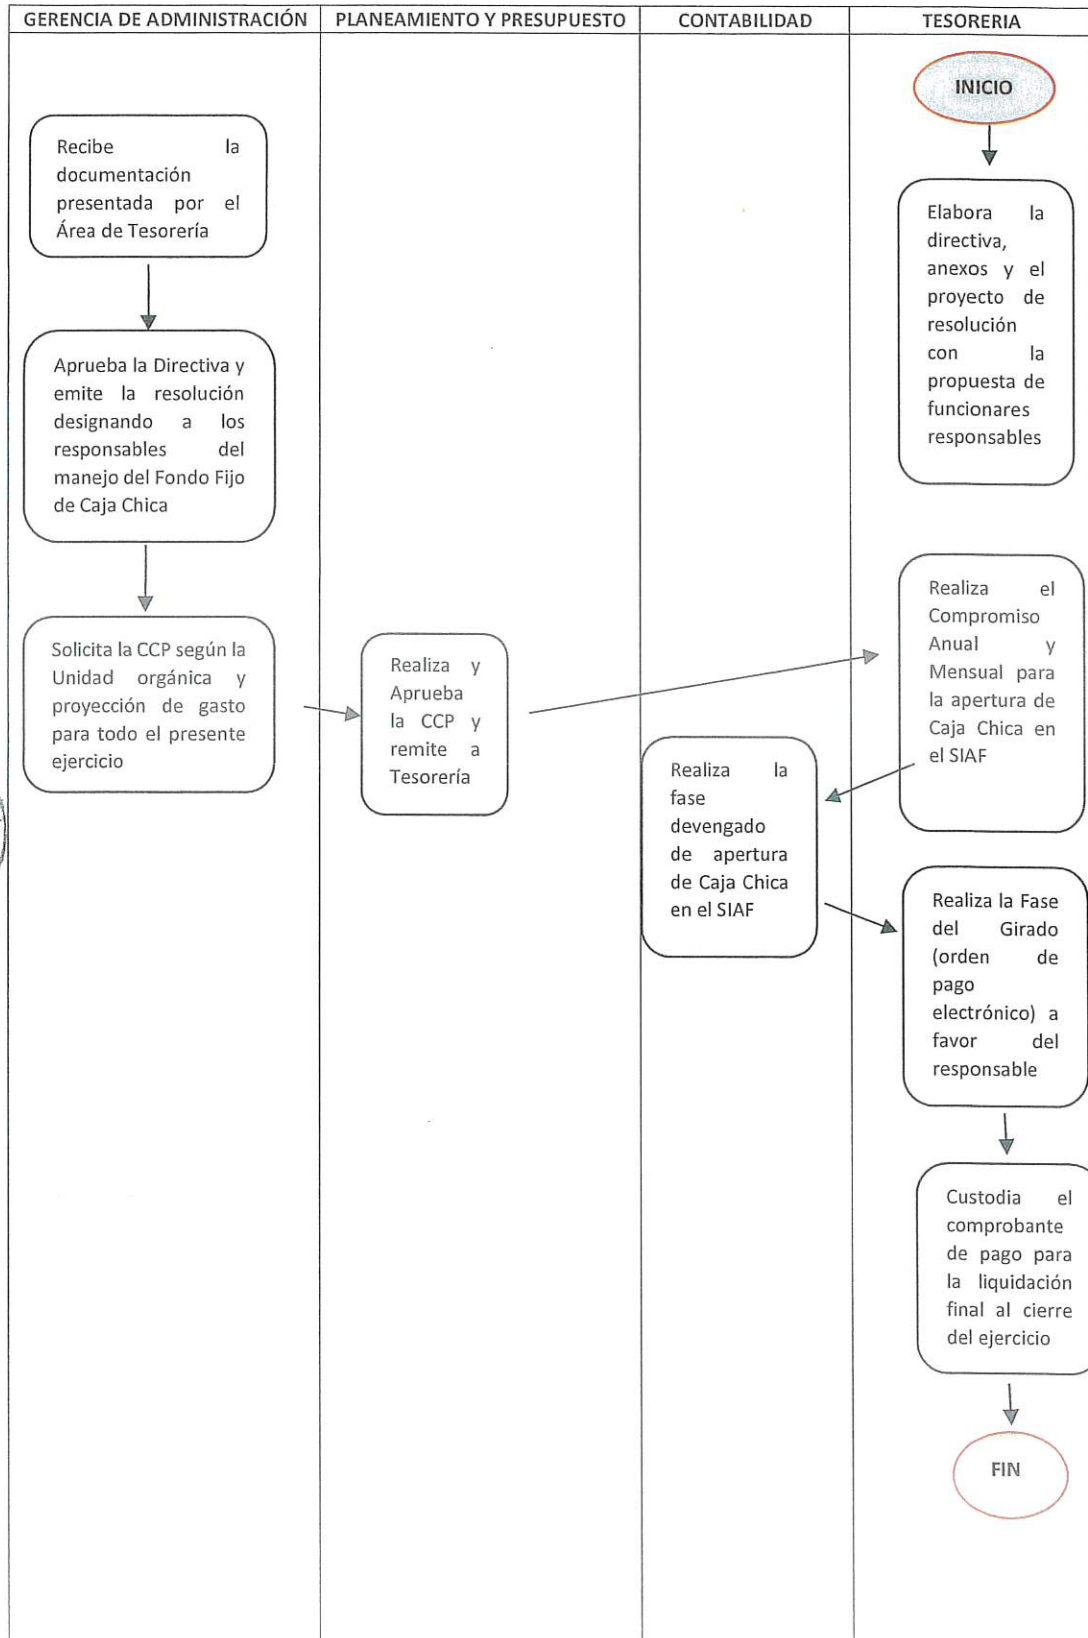 GERENCIA DE ADMINISTRACIÓN
PLANEAMIENTO Y PRESUPUESTO
CONTABILIDAD
TESORERIA
INICIO
Recibe la
documentación
presentada por el
Área de Tesorería
Elabora la
directiva,
anexos y el
proyecto de
resolución
con la
propuesta de
funcionares
responsables
Aprueba la Directiva y
emite la resolución
designando a los
responsables del
manejo del Fondo Fijo
de Caja Chica
Solicita la CCP según la
Unidad orgánica y
proyección de gasto
para todo el presente
ejercicio
Realiza y
Aprueba
la CCP y
remite a
Tesorería
Realiza el
Compromiso
Anual y
Mensual para
la apertura de
Caja Chica en
el SIAF
Realiza la
fase
devengado
de apertura
de Caja Chica
en el SIAF
Realiza la Fase
del Girado
(orden de
pago
electrónico) a
favor del
responsable
Custodia el
comprobante
de pago para
la liquidación
final al cierre
del ejercicio
FIN